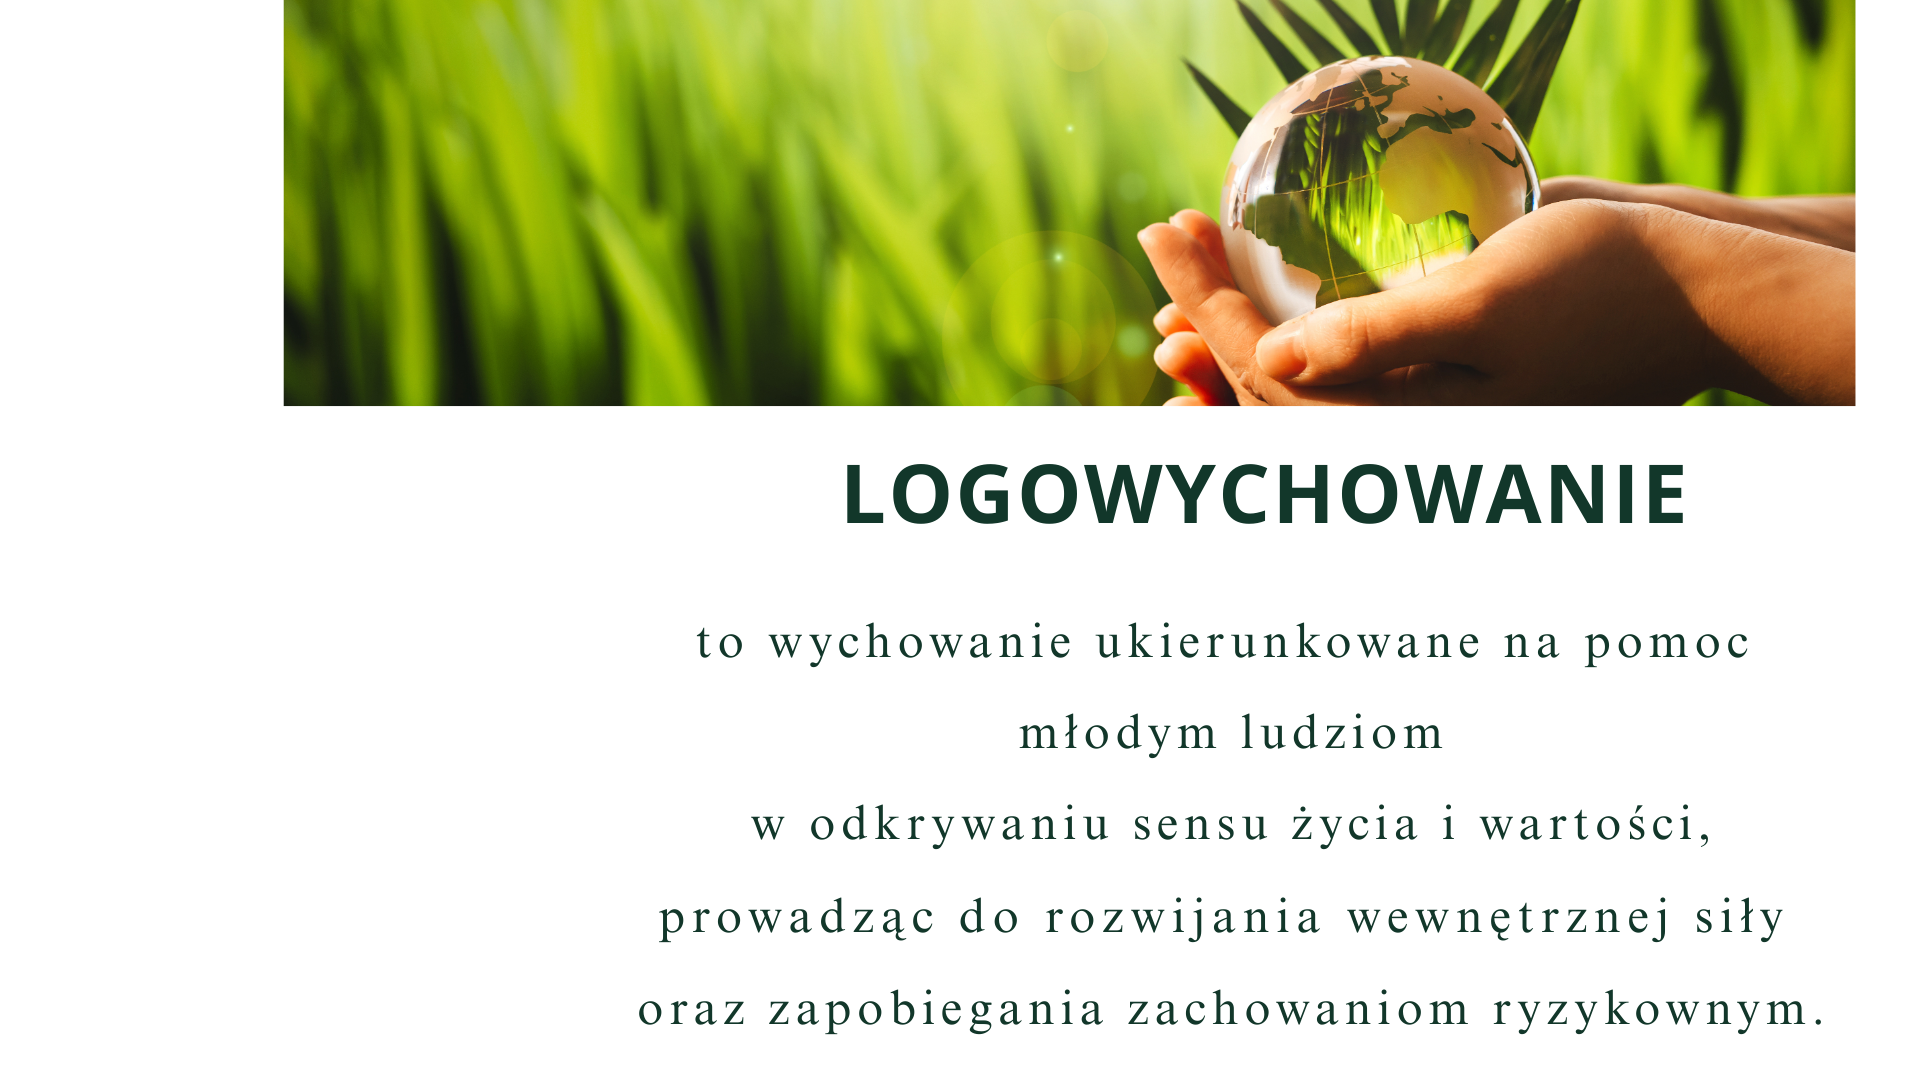 LOGOWYCHOWANIE
to wychowanie ukierunkowane na pomoc
młodym ludziom
w odkrywaniu sensu życia i wartości,
prowadząc do rozwijania wewnętrznej siły
oraz zapobiegania zachowaniom ryzykownym.